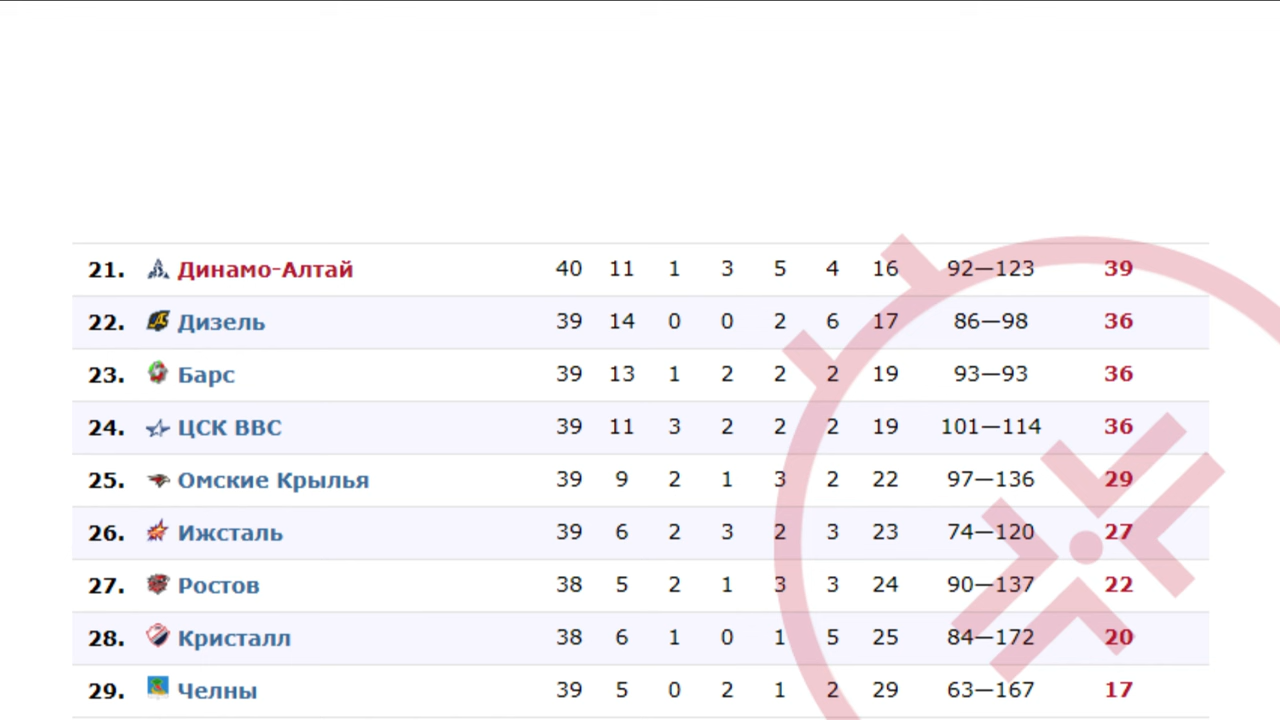 21. Динамо-Алтай 40 11 1 3 5 4 16 92—123 39
22. Дизель 39 14 0 0 2 6 17 86—98 36
23. Барс 39 13 1 2 2 2 19 93—93 36
24. ЦСК ВВС 39 11 3 2 2 2 19 101—114 36
25. Омские Крылья 39 9 2 1 3 2 22 97—136 29
26. Ижсталь 39 6 2 3 2 3 23 74—120 27
27. Ростов 38 5 2 1 3 3 24 90—137 22
28. Кристалл 38 6 1 0 1 5 25 84—172 20
29. Челны 39 5 0 2 1 2 29 63—167 17